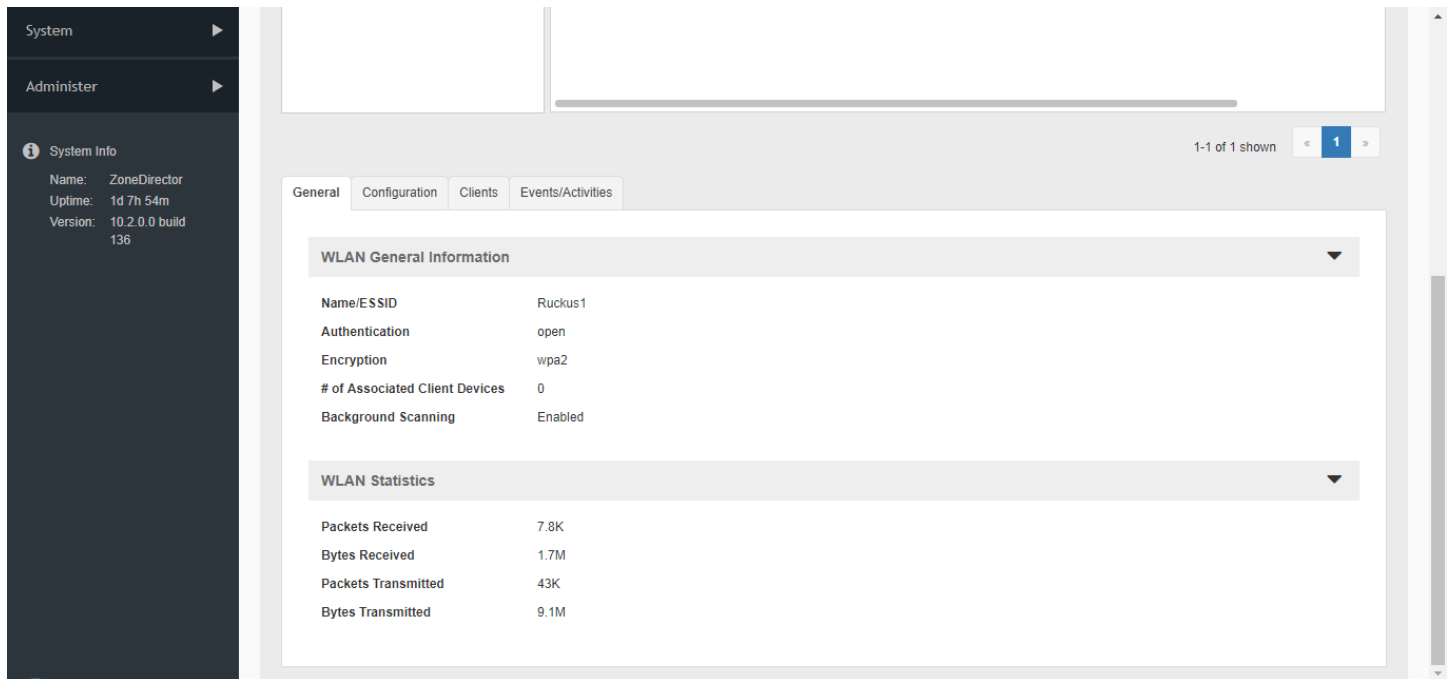 System
Administer
System Info
Name: ZoneDirector
Uptime: 1d 7h 54m
Version: 10.2.0.0 build
136
1-1 of 1 shown « 1 »
General Configuration Clients Events/Activities
WLAN General Information
Name/ESSID Ruckus1
Authentication open
Encryption wpa2
# of Associated Client Devices 0
Background Scanning Enabled
WLAN Statistics
Packets Received 7.8K
Bytes Received 1.7M
Packets Transmitted 43K
Bytes Transmitted 9.1M